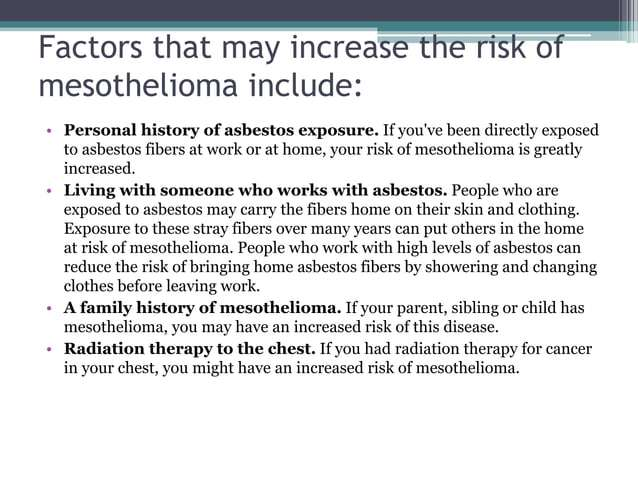 Factors that may increase the risk of
mesothelioma include:
• Personal history of asbestos exposure. If you've been directly exposed
to asbestos fibers at work or at home, your risk of mesothelioma is greatly
increased.
• Living with someone who works with asbestos. People who are
exposed to asbestos may carry the fibers home on their skin and clothing.
Exposure to these stray fibers over many years can put others in the home
at risk of mesothelioma. People who work with high levels of asbestos can
reduce the risk of bringing home asbestos fibers by showering and changing
clothes before leaving work.
• A family history of mesothelioma. If your parent, sibling or child has
mesothelioma, you may have an increased risk of this disease.
• Radiation therapy to the chest. If you had radiation therapy for cancer
in your chest, you might have an increased risk of mesothelioma.